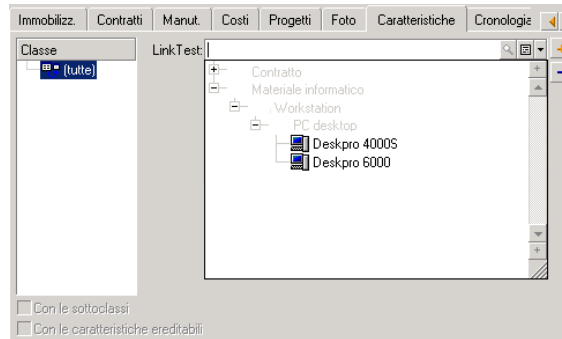 Immobilizz. Contratti Manut. Costi Progetti Foto Caratteristiche Cronologie
Classe LinkTest:
(tutte)
Contratto
Materiale informatico
Workstation
PC desktop
Deskpro 4000S
Deskpro 6000
Con le sottoclassi
Con le caratteristiche ereditabili